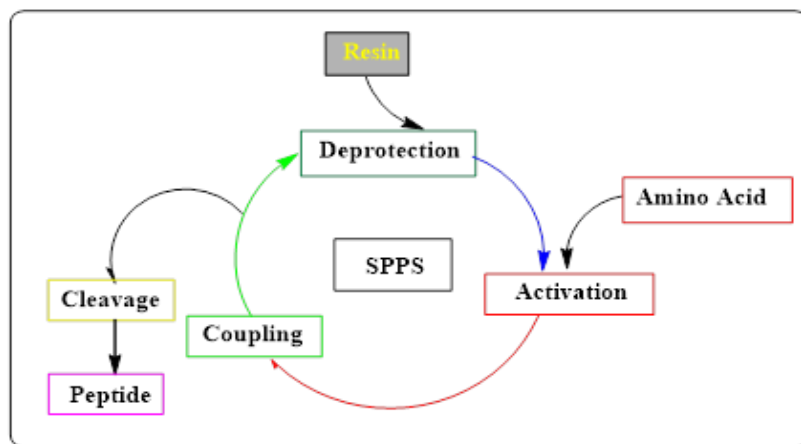 Resin
Deprotection
Amino Acid
SPPS
Activation
Cleavage
Coupling
Peptide